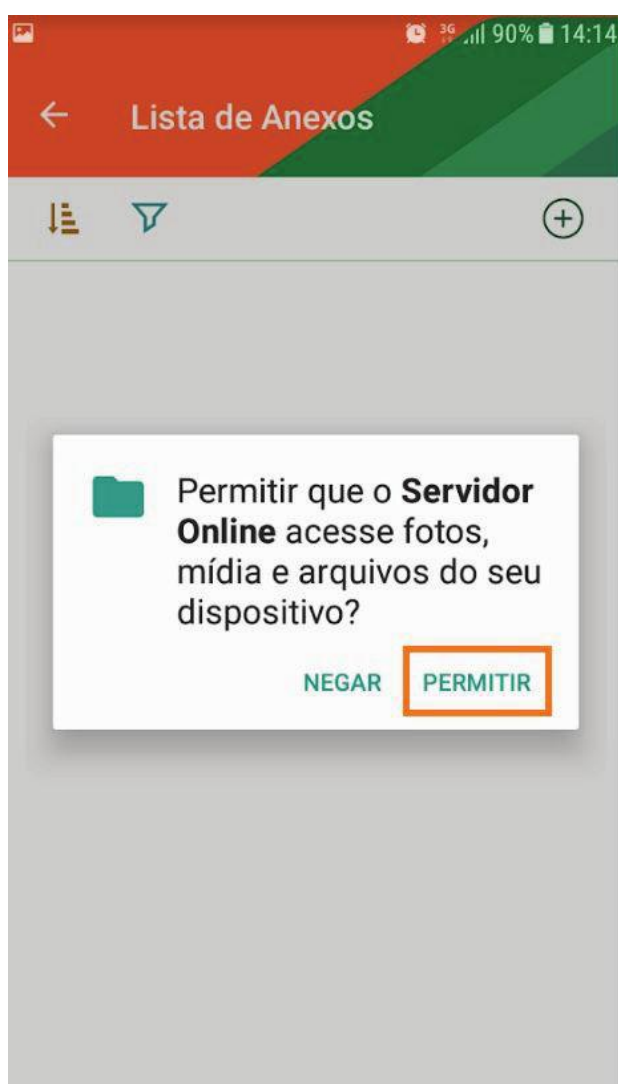 3G 90% 14:14
Lista de Anexos
Permitir que o Servidor
Online acesse fotos,
mídia e arquivos do seu
dispositivo?
NEGAR PERMITIR